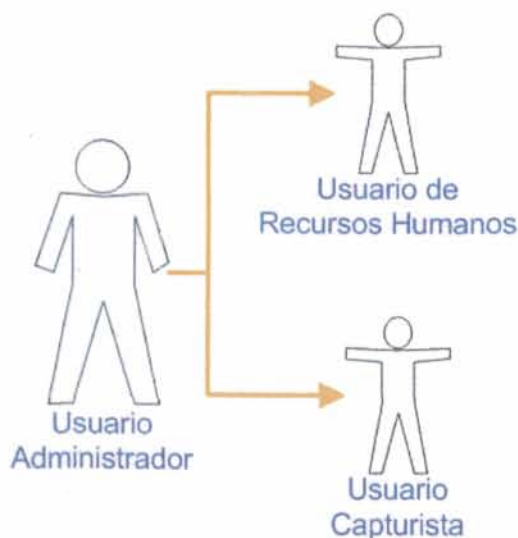 Usuario de
Recursos Humanos
Usuario
Administrador
Usuario
Capturista